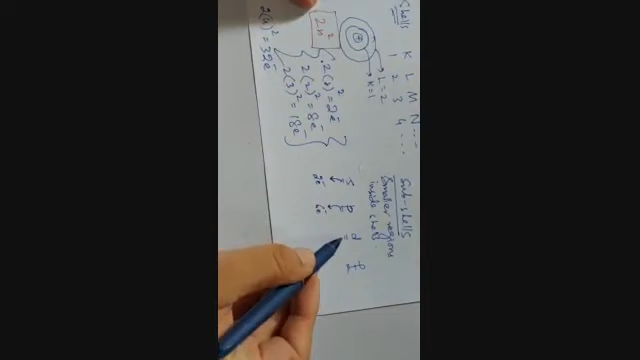 Shells K L M N ...
1 2 3 4 ...
L=2
K=1
2n²
2(1)² = 2e⁻
2(2)² = 8e⁻
2(3)² = 18e⁻
2(4)² = 32e⁻
Sub-shells
Smaller regions
inside shell.
s p d f
2e⁻ 6e⁻